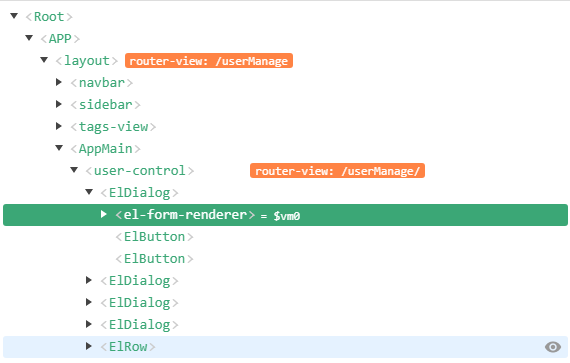 <Root>
<APP>
<layout> router-view: /userManage
<navbar>
<sidebar>
<tags-view>
<AppMain>
<user-control> router-view: /userManage/
<ElDialog>
<el-form-renderer> = $vm0
<ElButton>
<ElButton>
<ElDialog>
<ElDialog>
<ElDialog>
<ElRow>